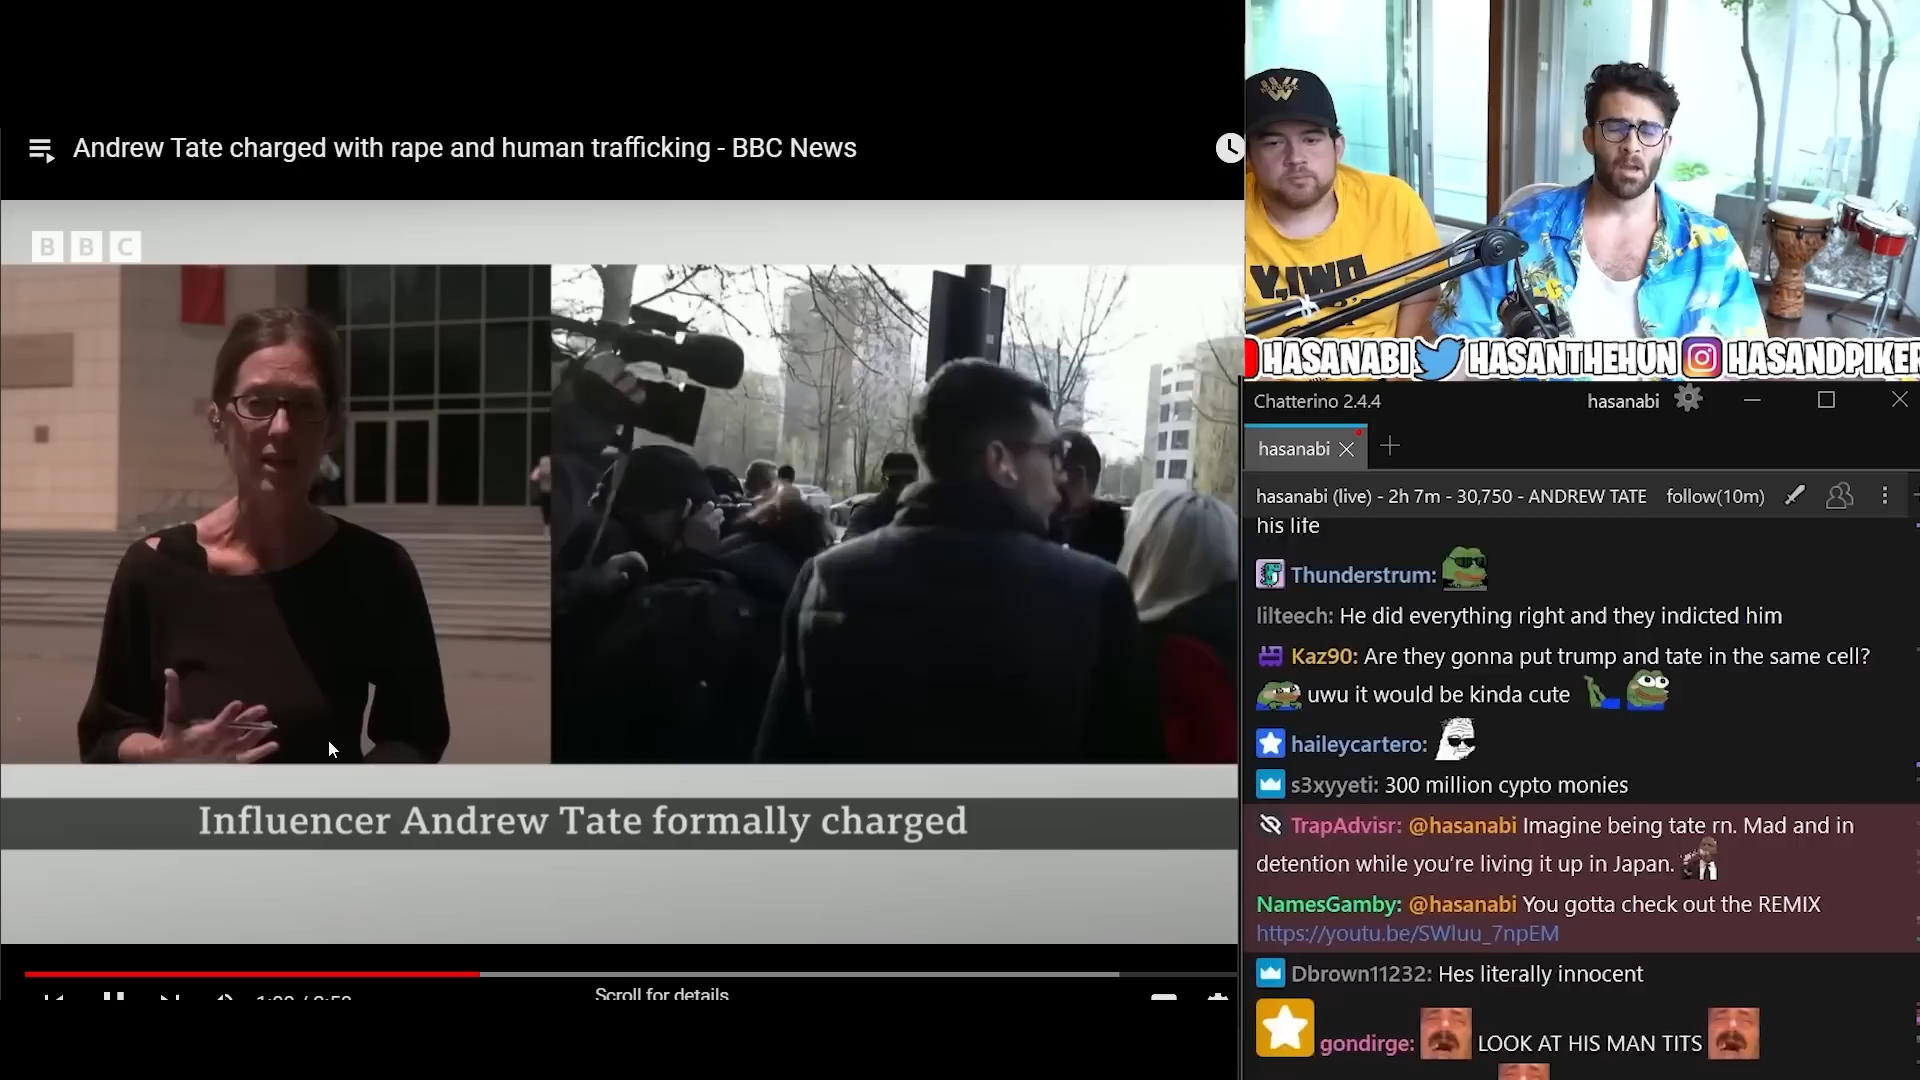 Andrew Tate charged with rape and human trafficking - BBC News
BBC
Influencer Andrew Tate formally charged
Scroll for details
HASANABI HASANTHEHUN HASANDPIKER
Chatterino 2.4.4 hasanabi
hasanabi
hasanabi (live) - 2h 7m - 30,750 - ANDREW TATE follow(10m)
his life
Thunderstrum:
lilteech: He did everything right and they indicted him
Kaz90: Are they gonna put trump and tate in the same cell?
uwu it would be kinda cute
haileycartero:
s3xyyeti: 300 million cypto monies
TrapAdvisr: @hasanabi Imagine being tate rn. Mad and in
detention while you’re living it up in Japan.
NamesGamby: @hasanabi You gotta check out the REMIX
https://youtu.be/SWluu_7npEM
Dbrown11232: Hes literally innocent
gondirge: LOOK AT HIS MAN TITS